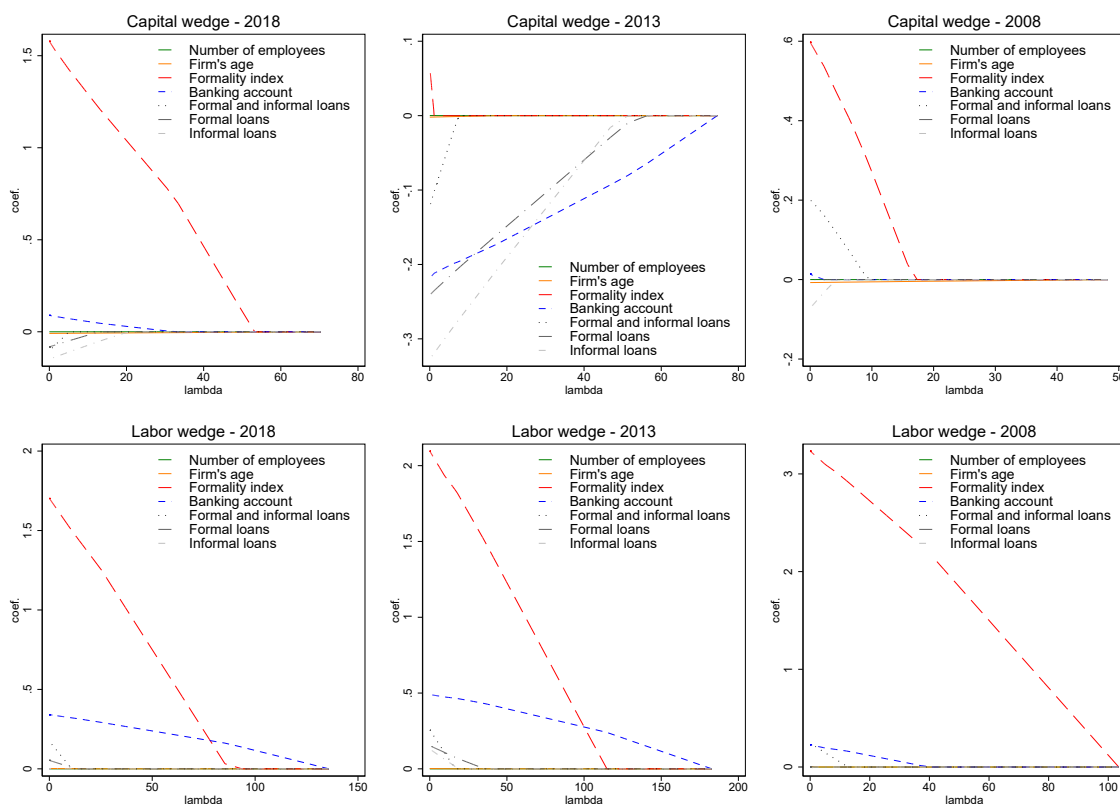 Capital wedge - 2018
1.5
1
.5
0
coef.
0
20
40
60
80
lambda
Number of employees
Firm's age
Formality index
Banking account
Formal and informal loans
Formal loans
Informal loans
Capital wedge - 2013
.1
0
-.1
-.2
-.3
coef.
0
20
40
60
80
lambda
Number of employees
Firm's age
Formality index
Banking account
Formal and informal loans
Formal loans
Informal loans
Capital wedge - 2008
.6
.4
.2
0
-.2
coef.
0
10
20
30
40
50
lambda
Number of employees
Firm's age
Formality index
Banking account
Formal and informal loans
Formal loans
Informal loans
Labor wedge - 2018
2
1.5
1
.5
0
coef.
0
50
100
150
lambda
Number of employees
Firm's age
Formality index
Banking account
Formal and informal loans
Formal loans
Informal loans
Labor wedge - 2013
2
1.5
1
.5
0
coef.
0
50
100
150
200
lambda
Number of employees
Firm's age
Formality index
Banking account
Formal and informal loans
Formal loans
Informal loans
Labor wedge - 2008
3
2
1
0
coef.
0
20
40
60
80
lambda
Number of employees
Firm's age
Formality index
Banking account
Formal and informal loans
Formal loans
Informal loans